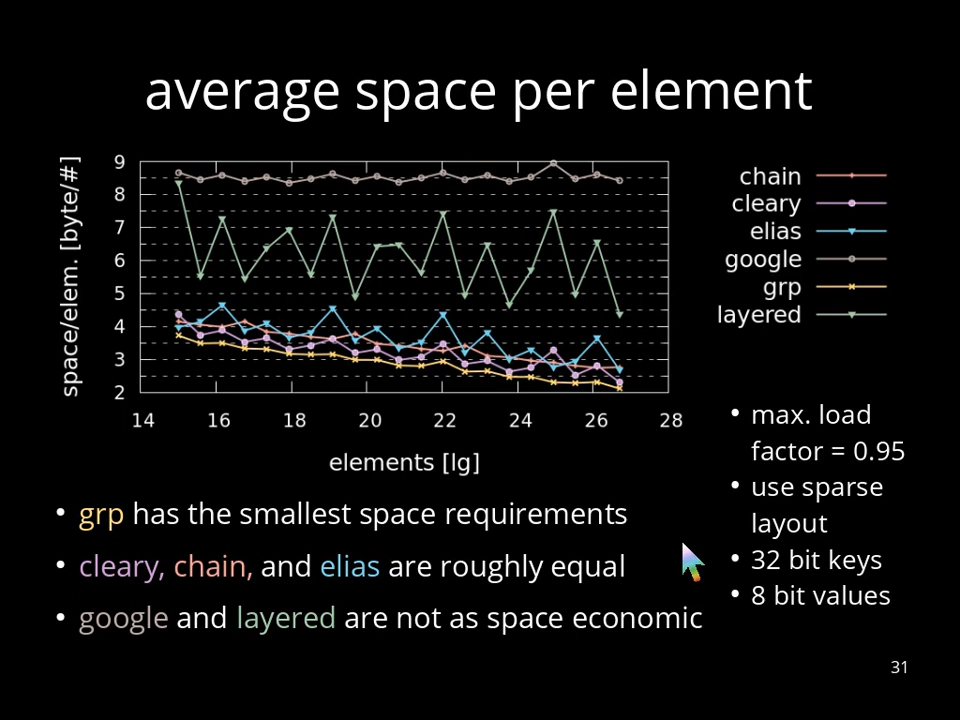 average space per element
space/elem. [byte/#]
9
8
7
6
5
4
3
2
14 16 18 20 22 24 26 28
elements [lg]
chain
cleary
elias
google
grp
layered
• max. load
factor = 0.95
• use sparse
layout
• 32 bit keys
• 8 bit values
• grp has the smallest space requirements
• cleary, chain, and elias are roughly equal
• google and layered are not as space economic
31